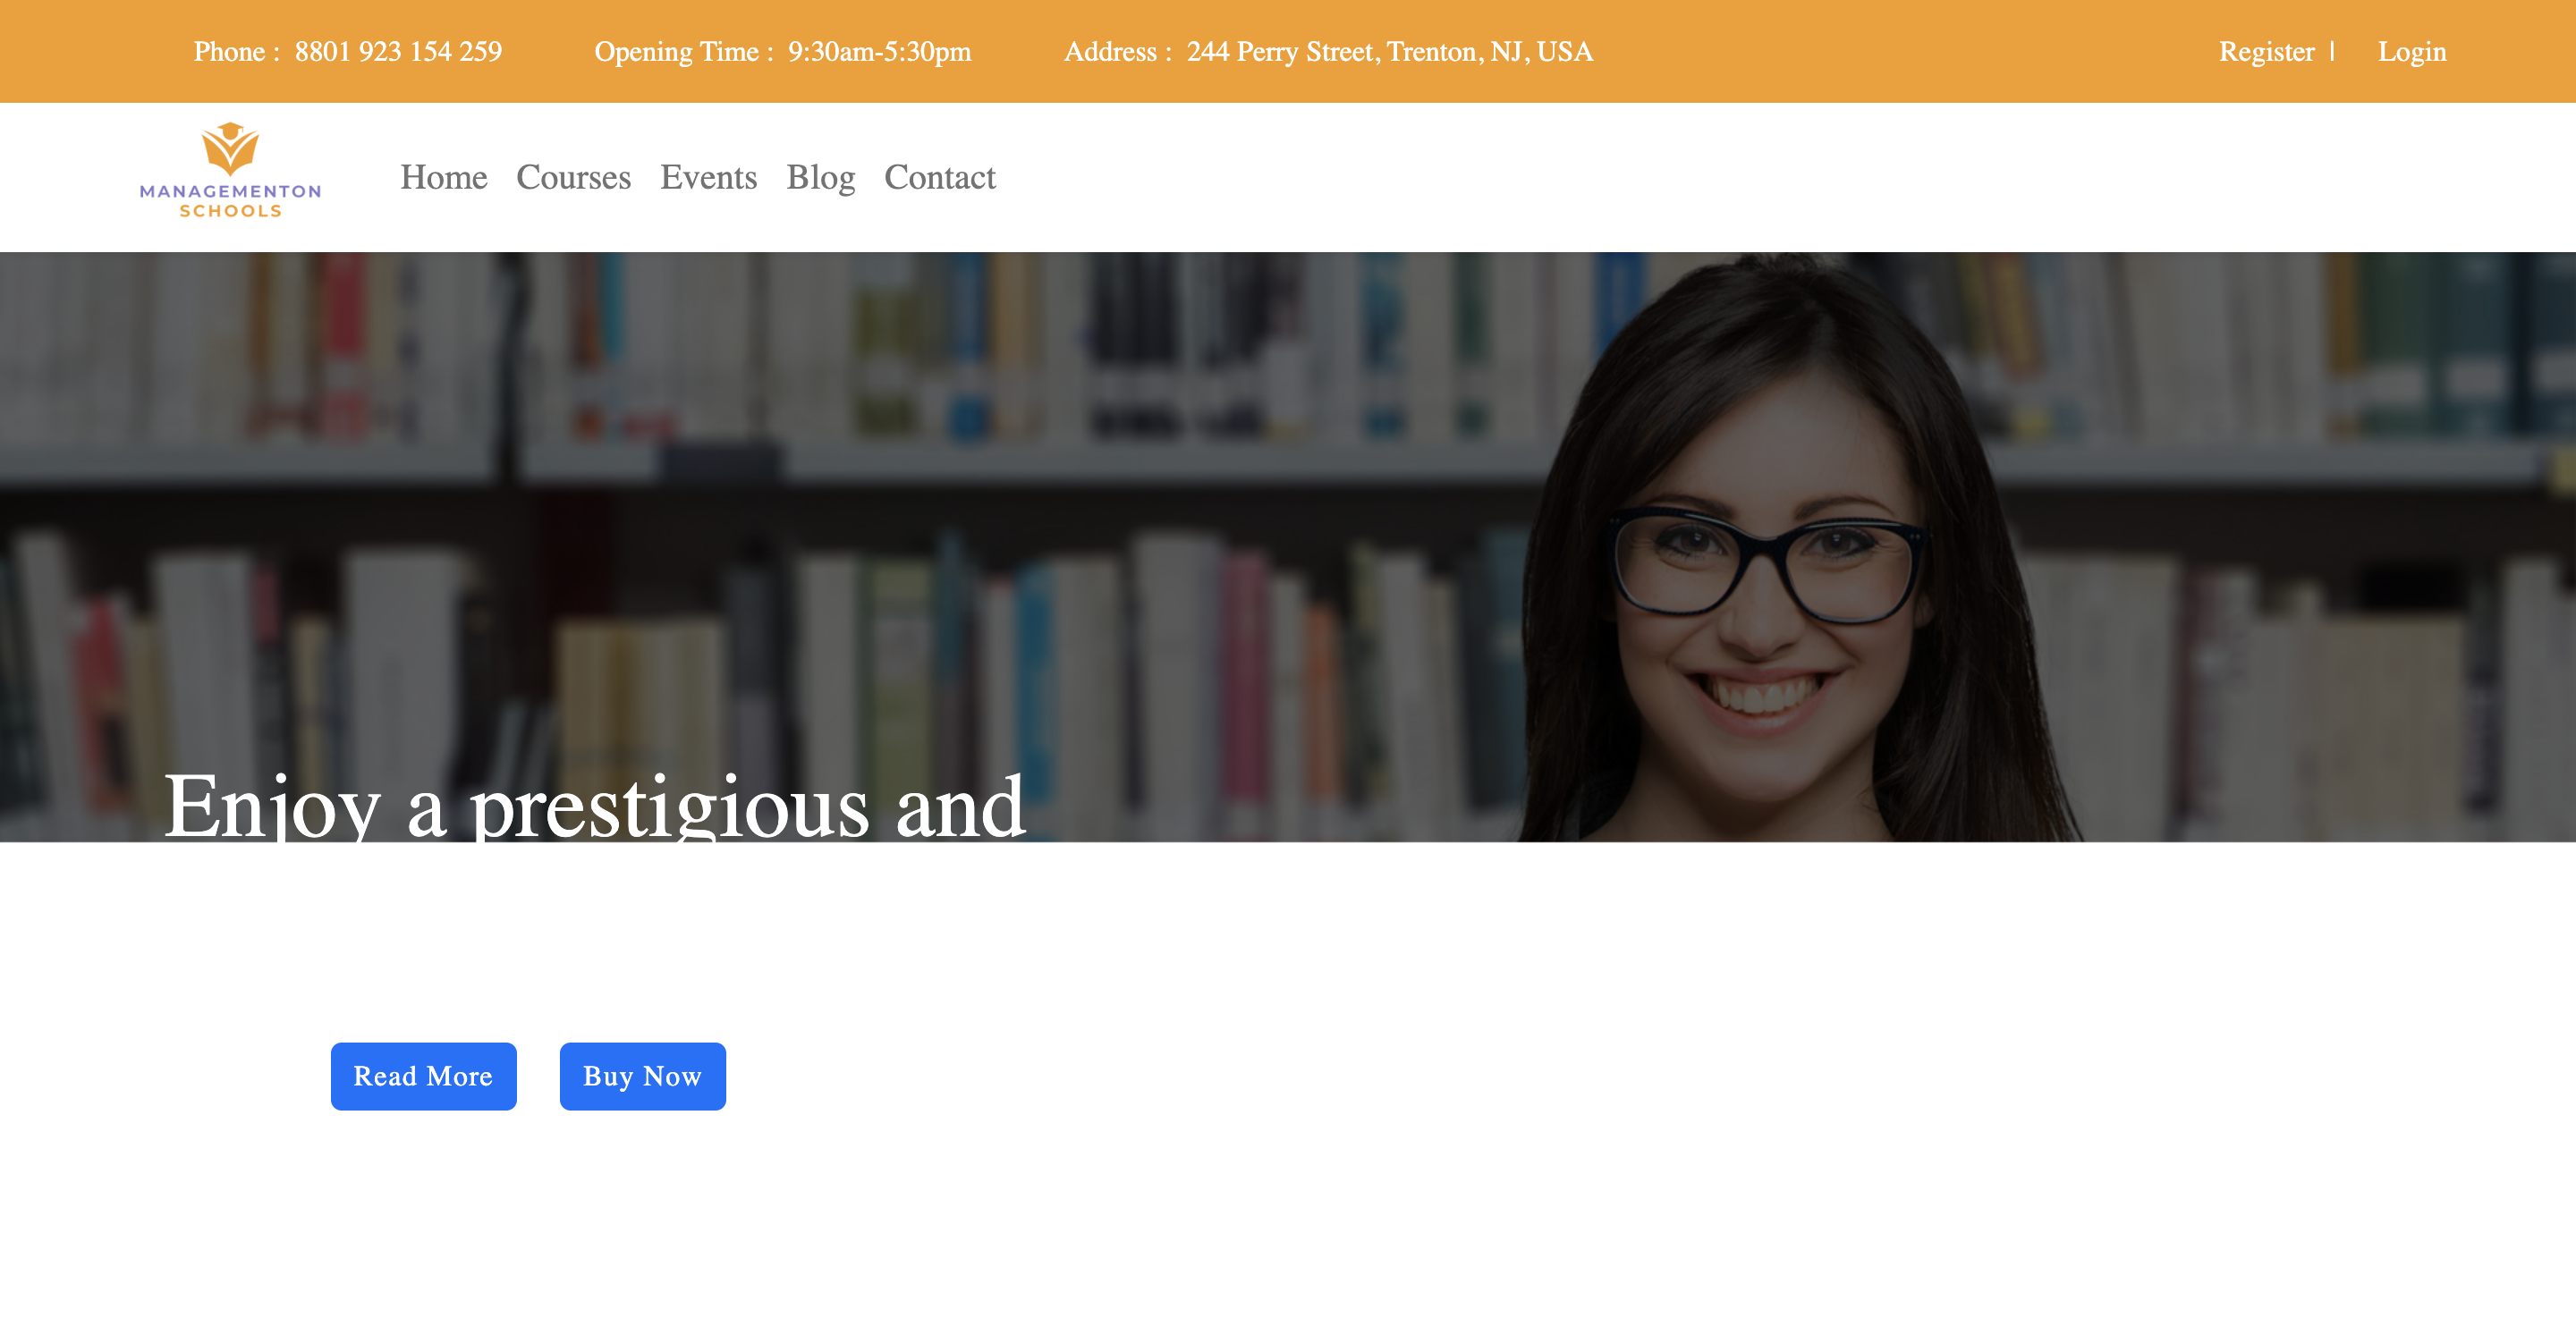 Phone : 8801 923 154 259 Opening Time : 9:30am-5:30pm Address : 244 Perry Street, Trenton, NJ, USA Register | Login
MANAGEMENTON
SCHOOLS
Home Courses Events Blog Contact
Enjoy a prestigious and
Read More Buy Now